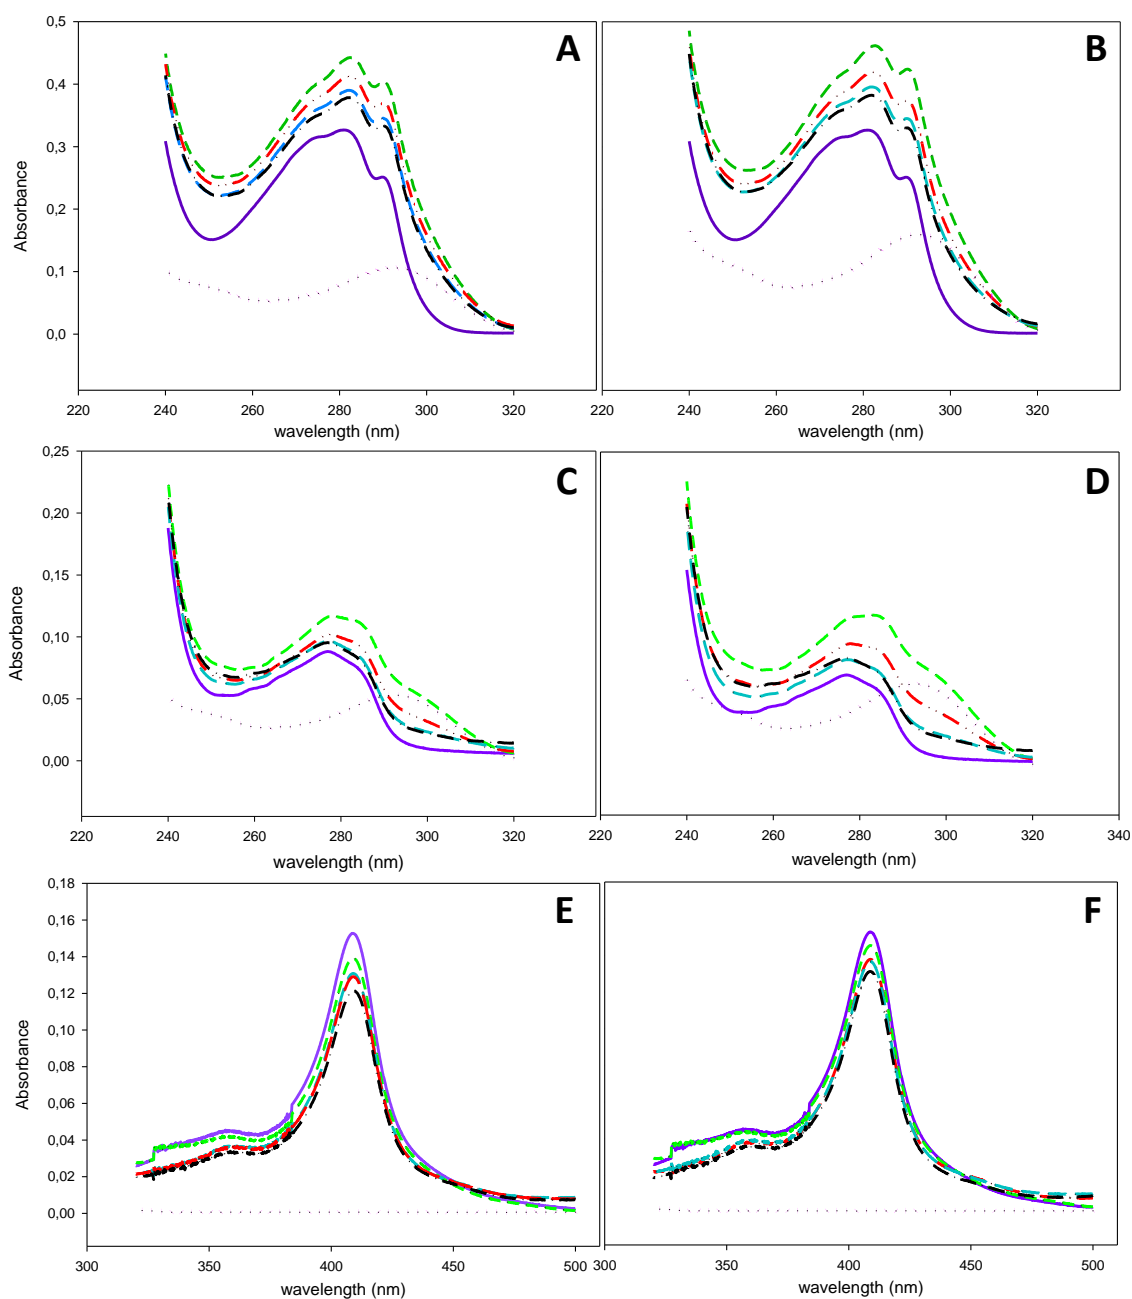 0,5
0,4
0,3
0,2
0,1
0,0
Absorbance
A
B
220 240 260 280 300 320
220 240 260 280 300 320
wavelength (nm)
wavelength (nm)
0,25
0,20
0,15
0,10
0,05
0,00
Absorbance
C
D
220 240 260 280 300 320
220 240 260 280 300 320 340
wavelength (nm)
wavelength (nm)
0,18
0,16
0,14
0,12
0,10
0,08
0,06
0,04
0,02
0,00
Absorbance
E
F
300 350 400 450 500
300 350 400 450 500
wavelength (nm)
wavelength (nm)